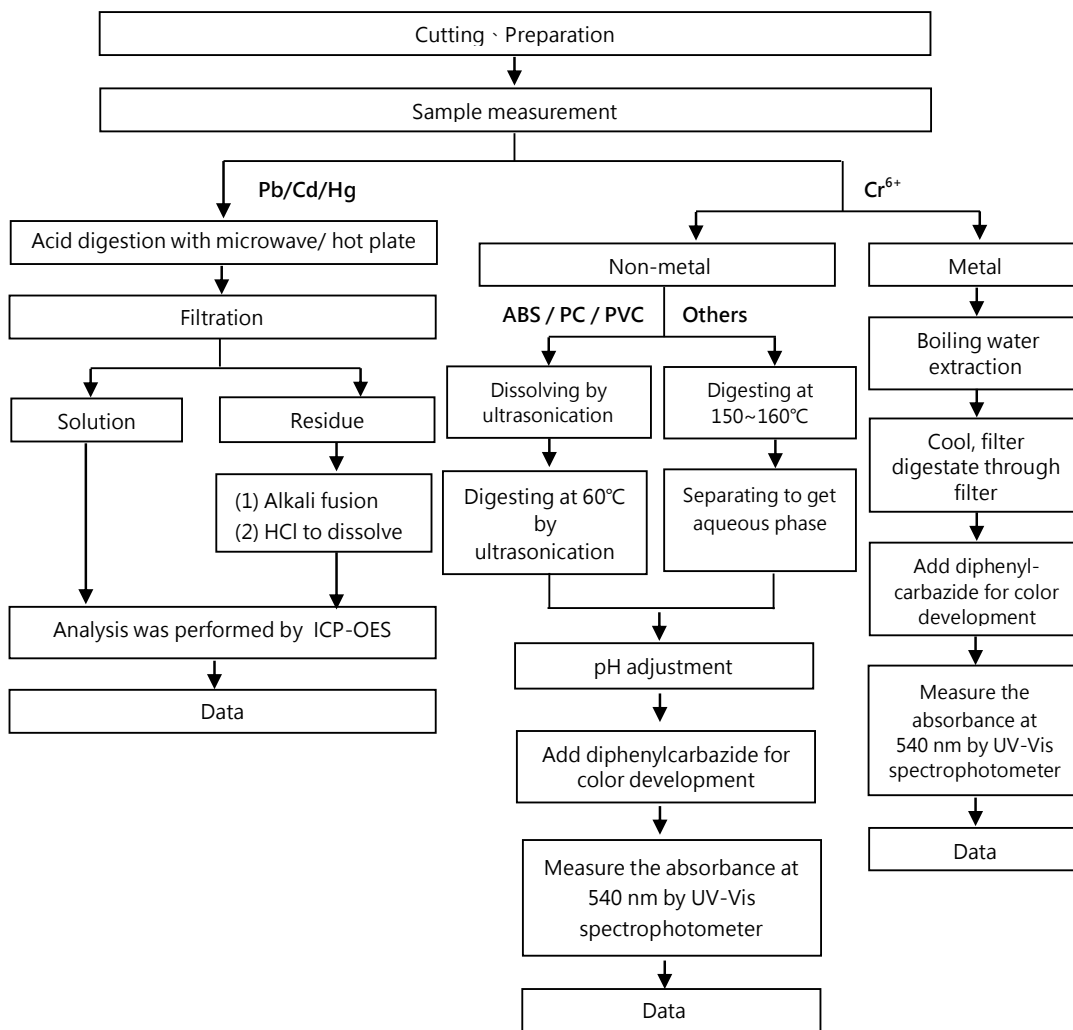 Cutting、Preparation
Sample measurement
Pb/Cd/Hg
Acid digestion with microwave/ hot plate
Filtration
Solution
Residue
(1) Alkali fusion
(2) HCl to dissolve
Analysis was performed by ICP-OES
Data
Cr⁶⁺
Non-metal
ABS / PC / PVC
Others
Dissolving by
ultrasonication
Digesting at 60℃
by
ultrasonication
Digesting at
150~160℃
Separating to get
aqueous phase
pH adjustment
Add diphenylcarbazide for
color development
Measure the absorbance at
540 nm by UV-Vis
spectrophotometer
Data
Metal
Boiling water
extraction
Cool, filter
digestate through
filter
Add diphenyl-
carbazide for color
development
Measure the
absorbance at
540 nm by UV-Vis
spectrophotometer
Data